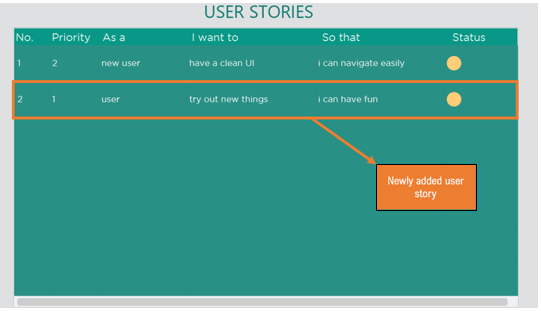 USER STORIES
No. Priority As a I want to So that Status
1 2 new user have a clean UI i can navigate easily
2 1 user try out new things i can have fun
Newly added user
story